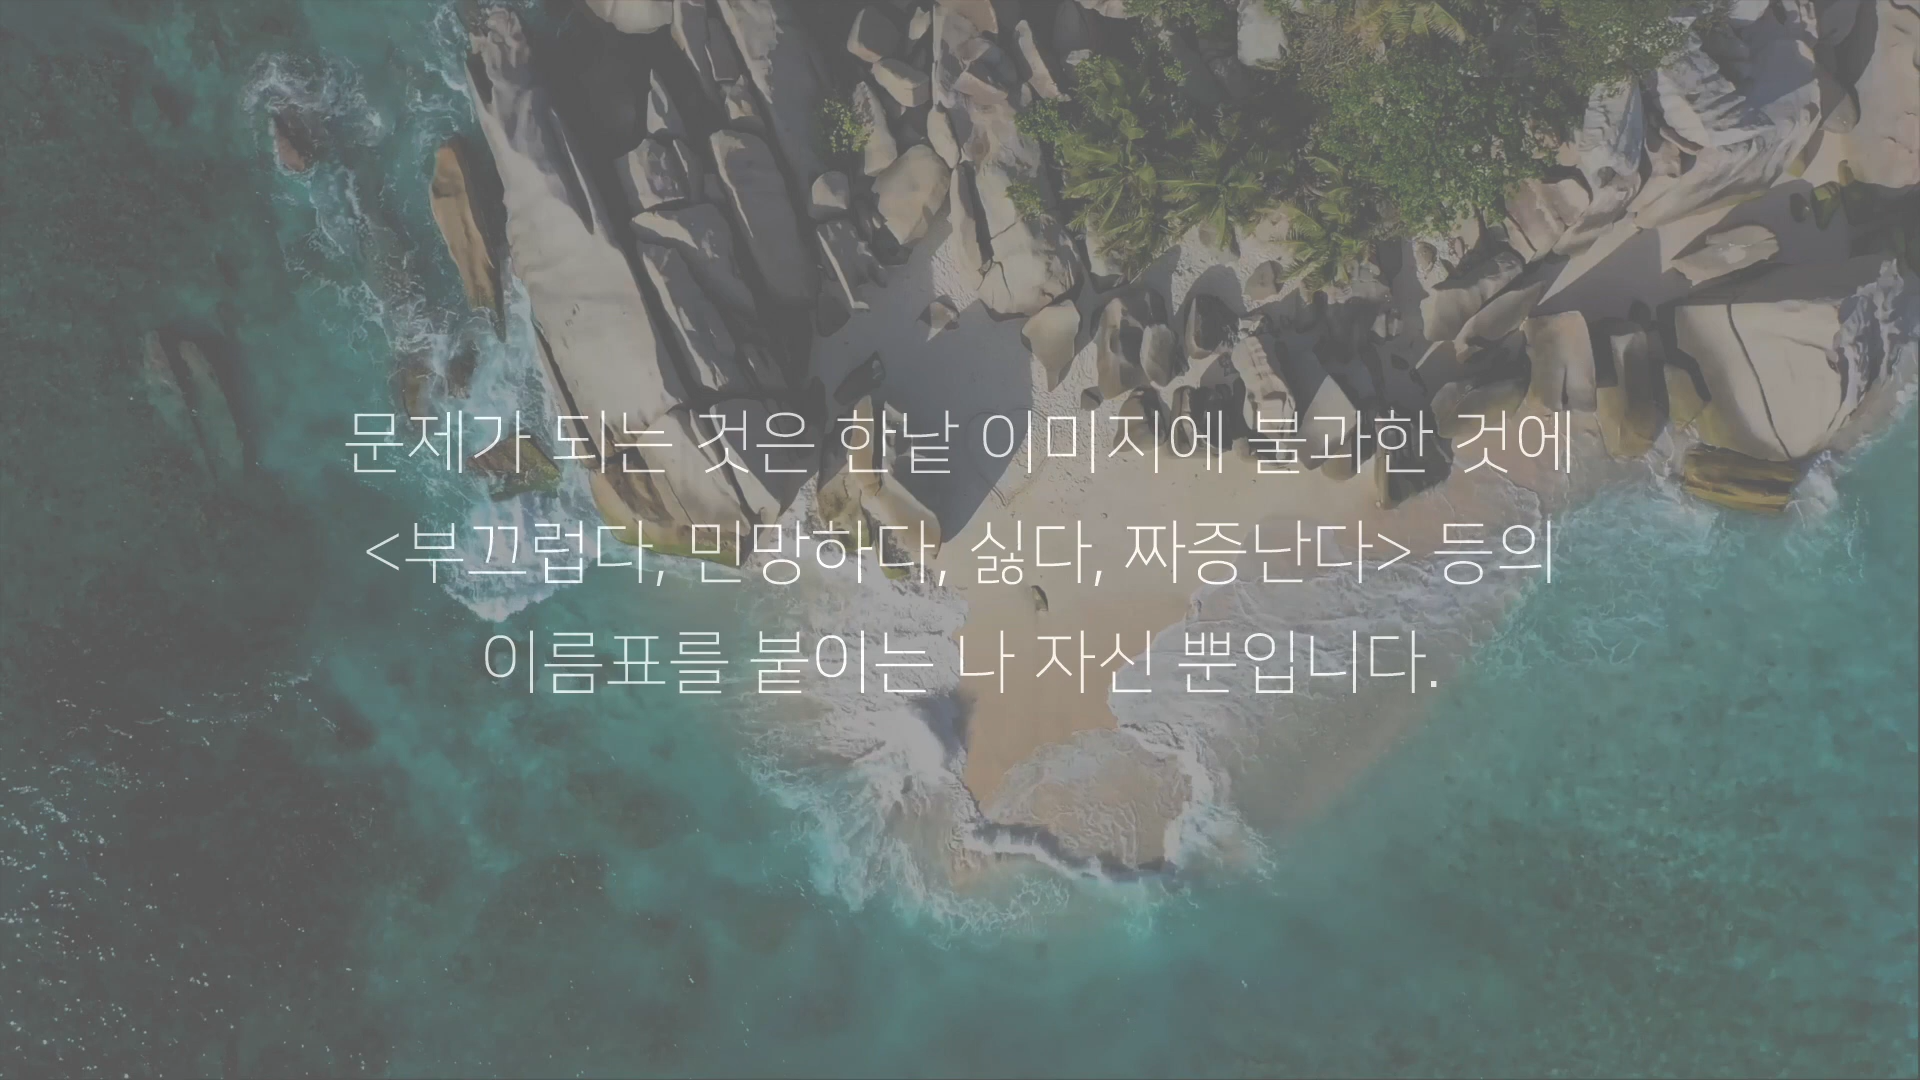 문제가 되는 것은 한낱 이미지에 불과한 것에
<부끄럽다, 민망하다, 싫다, 짜증난다> 등의
이름표를 붙이는 나 자신 뿐입니다.